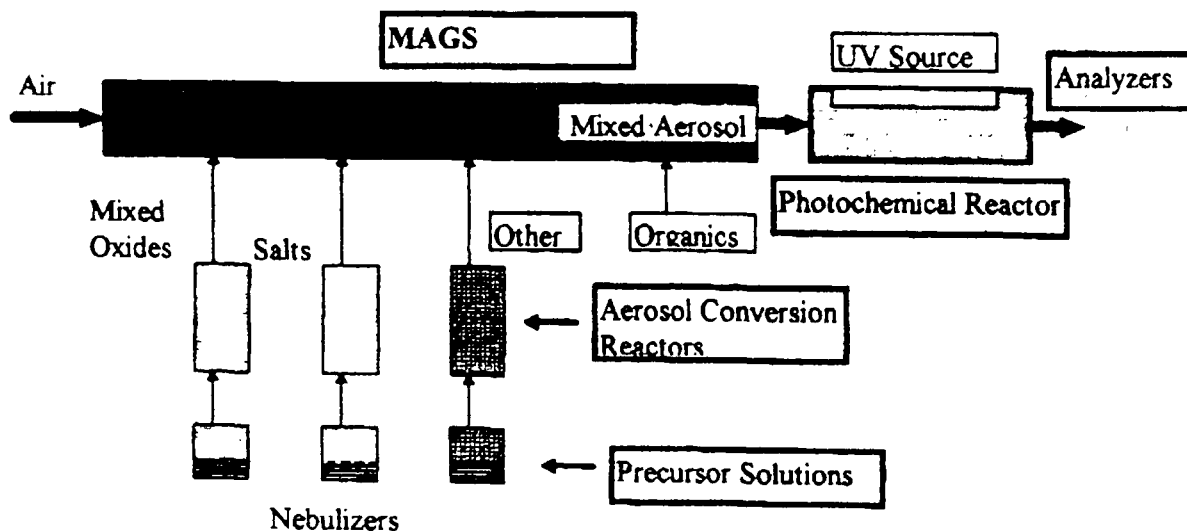 MAGS
UV Source
Analyzers
Air
Mixed Aerosol
Photochemical Reactor
Mixed
Oxides
Salts
Other
Organics
Aerosol Conversion
Reactors
Precursor Solutions
Nebulizers